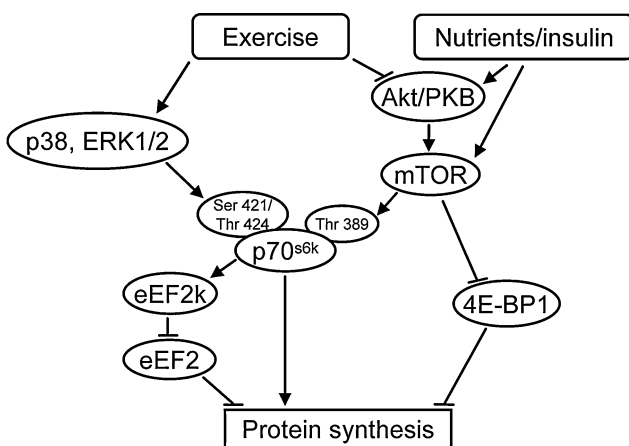 Exercise
Nutrients/insulin
Akt/PKB
p38, ERK1/2
mTOR
Ser 421/
Thr 424
Thr 389
p70s6k
eEF2k
4E-BP1
eEF2
Protein synthesis